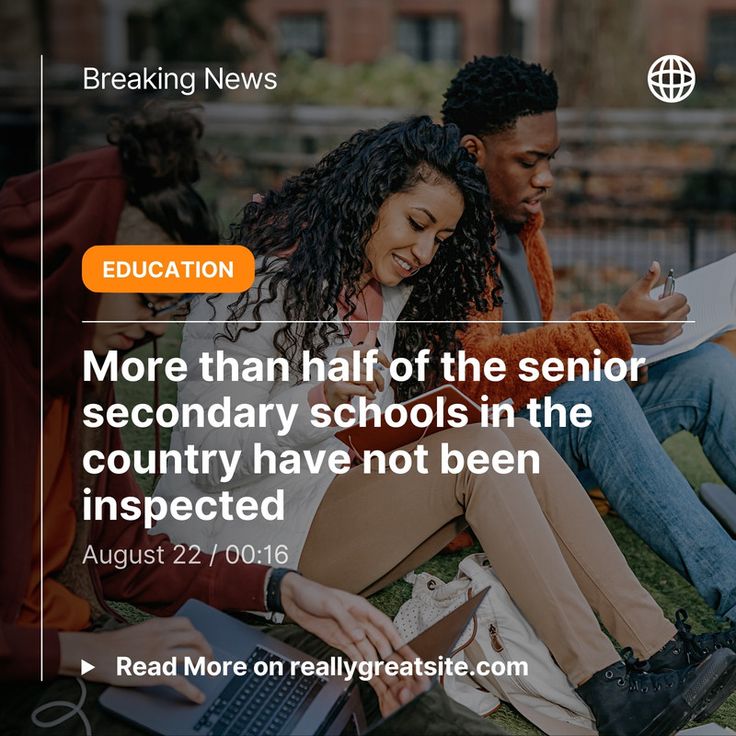 Breaking News
EDUCATION
More than half of the senior
secondary schools in the
country have not been
inspected
August 22 / 00:16
Read More on reallygreatsite.com